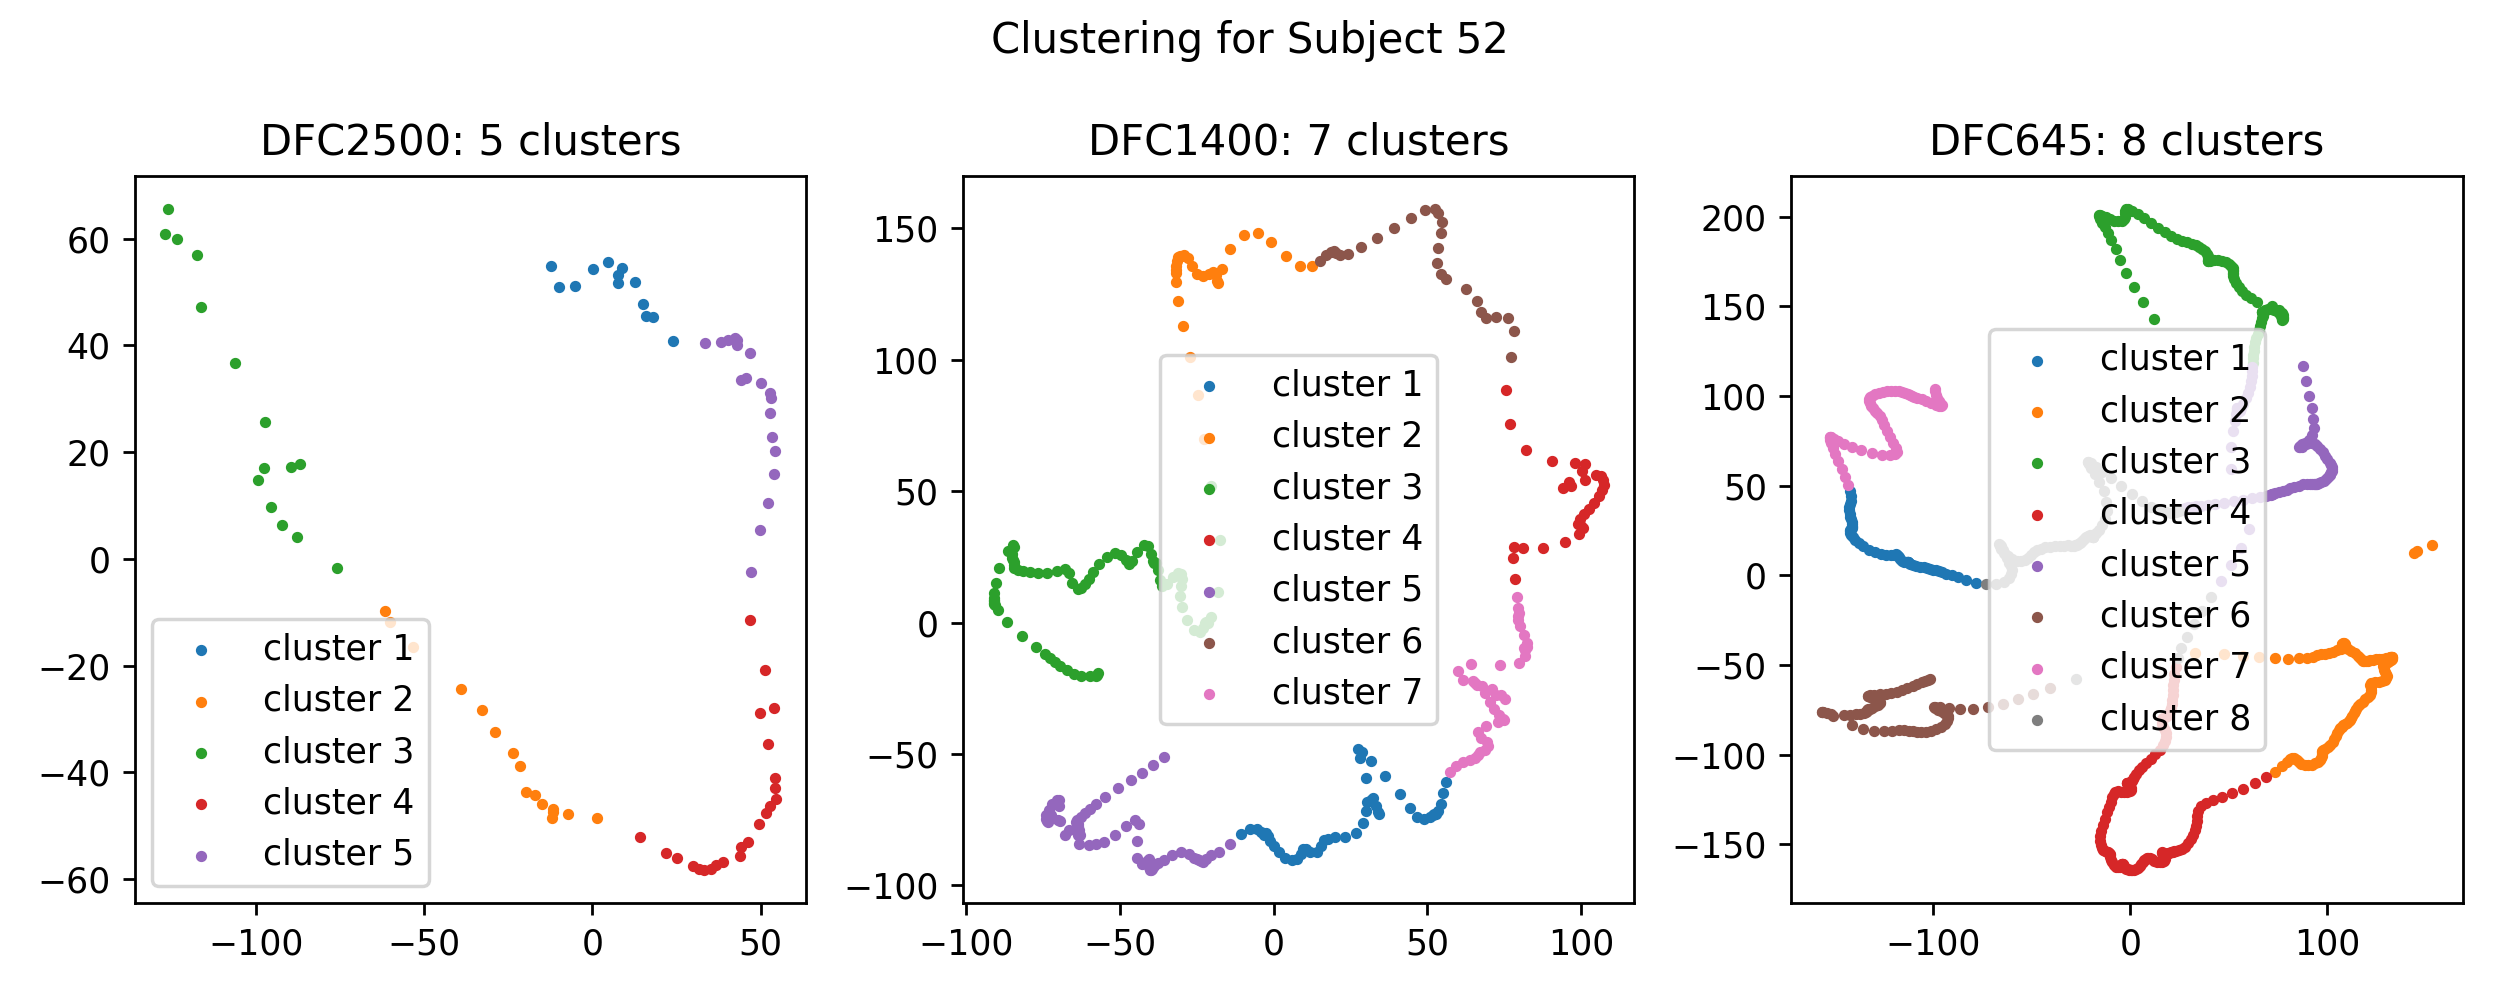 Clustering for Subject 52
DFC2500: 5 clusters
60
40
20
0
−20
−40
−60
−100
−50
0
50
cluster 1
cluster 2
cluster 3
cluster 4
cluster 5
DFC1400: 7 clusters
150
100
50
0
−50
−100
−100
−50
0
50
100
cluster 1
cluster 2
cluster 3
cluster 4
cluster 5
cluster 6
cluster 7
DFC645: 8 clusters
200
150
100
50
0
−50
−100
−150
−100
0
100
cluster 1
cluster 2
cluster 3
cluster 4
cluster 5
cluster 6
cluster 7
cluster 8